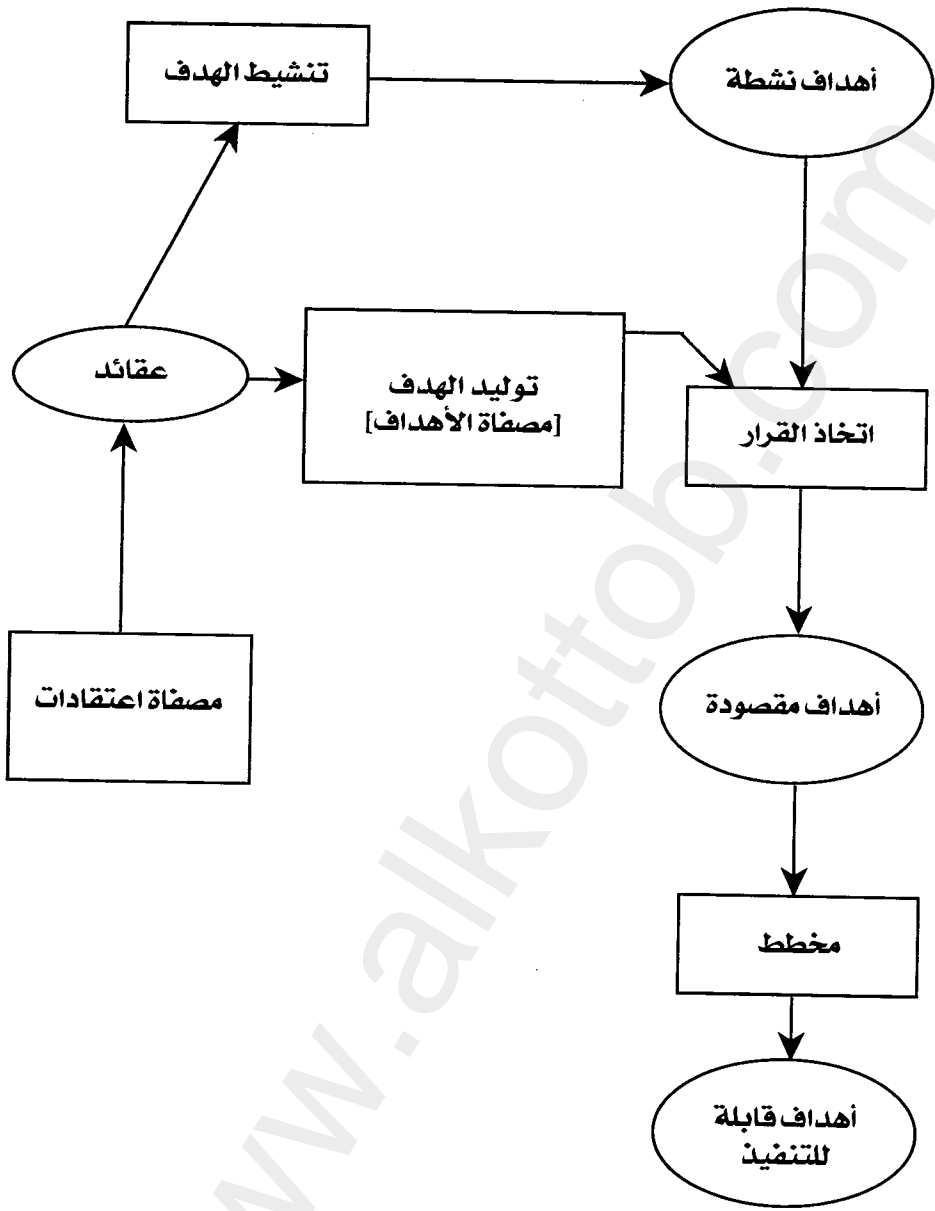 تنشيط الهدف
أهداف نشطة
عقائد
توليد الهدف
[مصفاة الأهداف]
اتخاذ القرار
مصفاة اعتقادات
أهداف مقصودة
مخطط
أهداف قابلة
للتنفيذ
www.alkottob.com